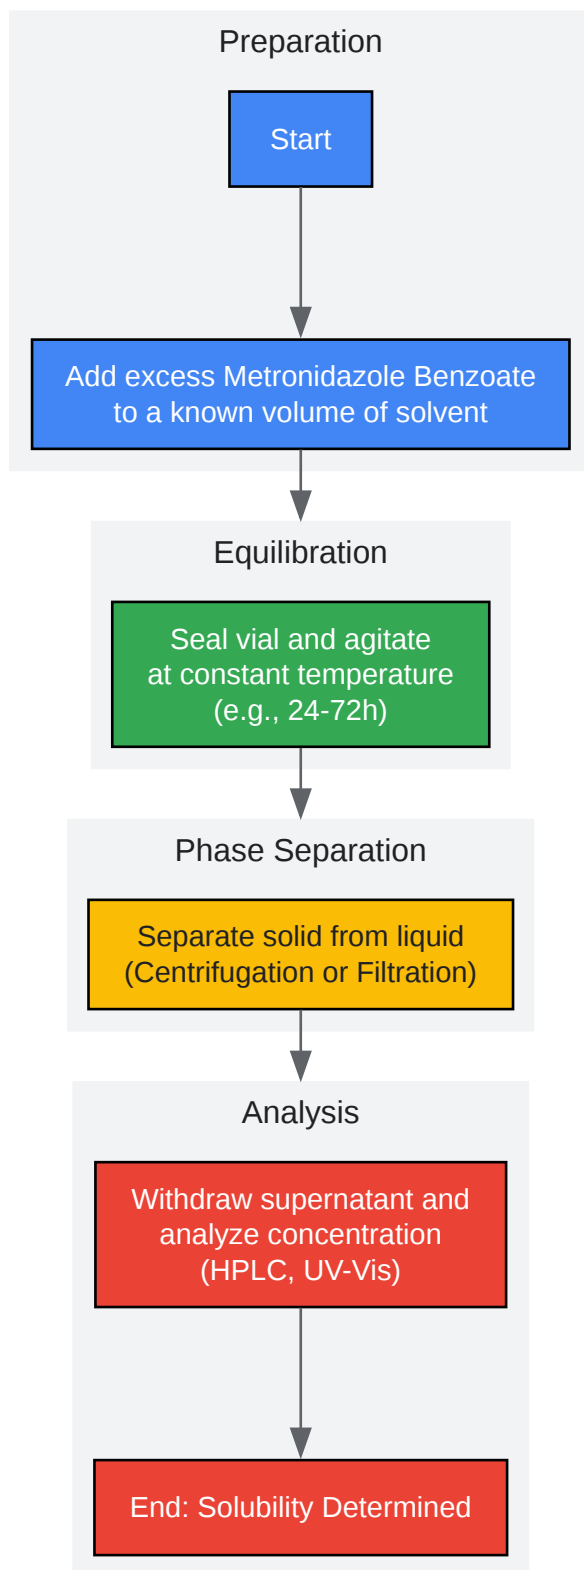 Preparation
Start
Add excess Metronidazole Benzoate
to a known volume of solvent
Equilibration
Seal vial and agitate
at constant temperature
(e.g., 24-72h)
Phase Separation
Separate solid from liquid
(Centrifugation or Filtration)
Analysis
Withdraw supernatant and
analyze concentration
(HPLC, UV-Vis)
End: Solubility Determined